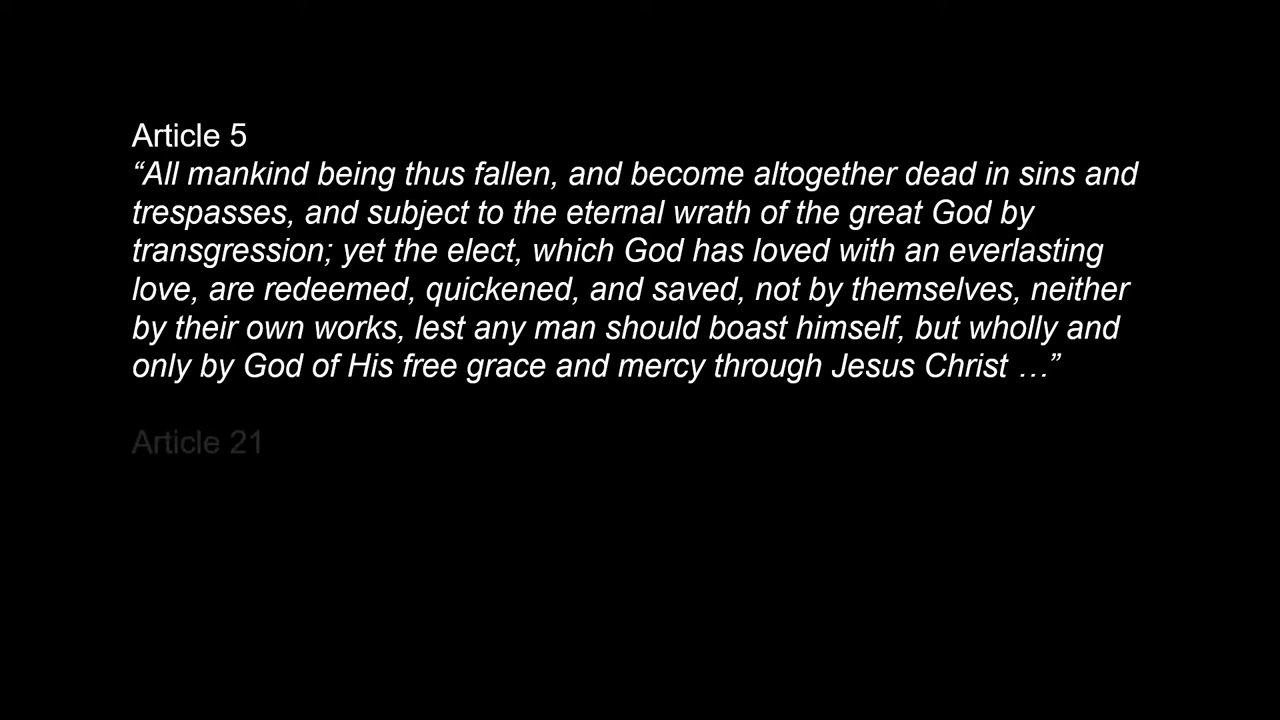 Article 5
“All mankind being thus fallen, and become altogether dead in sins and
trespasses, and subject to the eternal wrath of the great God by
transgression; yet the elect, which God has loved with an everlasting
love, are redeemed, quickened, and saved, not by themselves, neither
by their own works, lest any man should boast himself, but wholly and
only by God of His free grace and mercy through Jesus Christ …”
Article 21